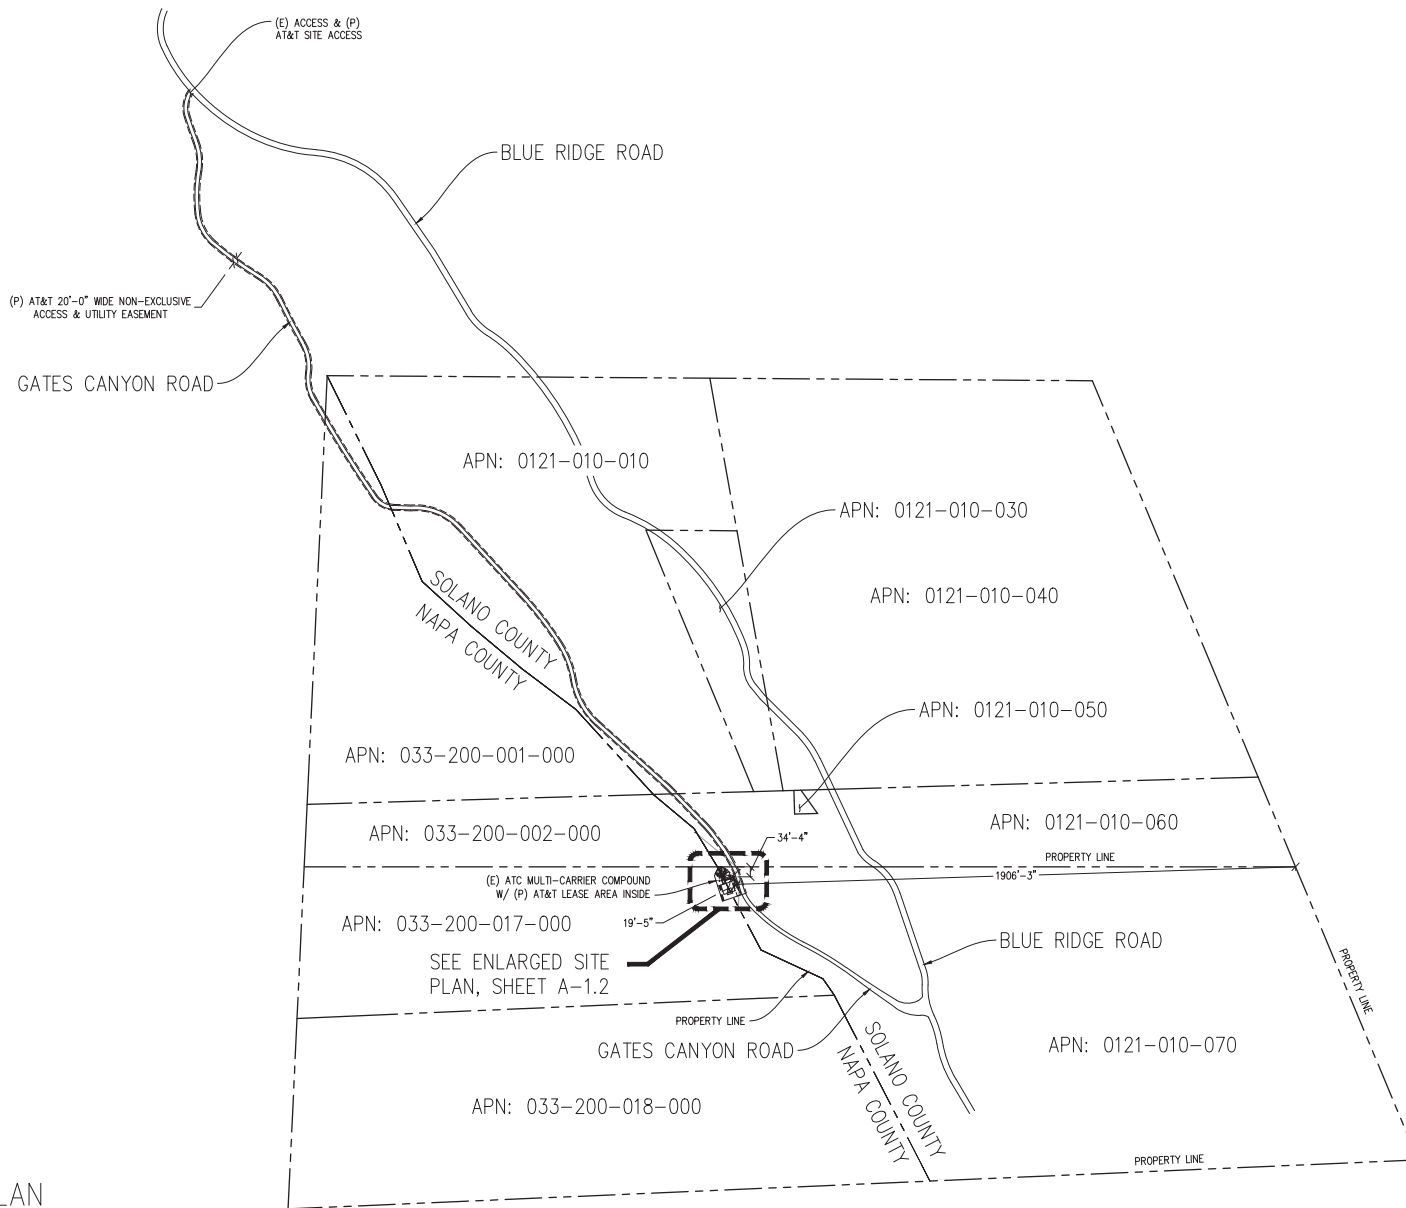 (E) ACCESS & (P)
AT&T SITE ACCESS
BLUE RIDGE ROAD
(P) AT&T 20'-0" WIDE NON-EXCLUSIVE
ACCESS & UTILITY EASEMENT
GATES CANYON ROAD
APN: 0121-010-010
APN: 0121-010-030
APN: 0121-010-040
SOLANO COUNTY
NAPA COUNTY
APN: 0121-010-050
APN: 033-200-001-000
APN: 033-200-002-000
APN: 0121-010-060
34'-4"
PROPERTY LINE
1906'-3"
(E) ATC MULTI-CARRIER COMPOUND
W/ (P) AT&T LEASE AREA INSIDE
APN: 033-200-017-000
19'-5"
BLUE RIDGE ROAD
SEE ENLARGED SITE
PLAN, SHEET A-1.2
PROPERTY LINE
PROPERTY LINE
GATES CANYON ROAD
SOLANO COUNTY
NAPA COUNTY
APN: 0121-010-070
APN: 033-200-018-000
PROPERTY LINE
LAN